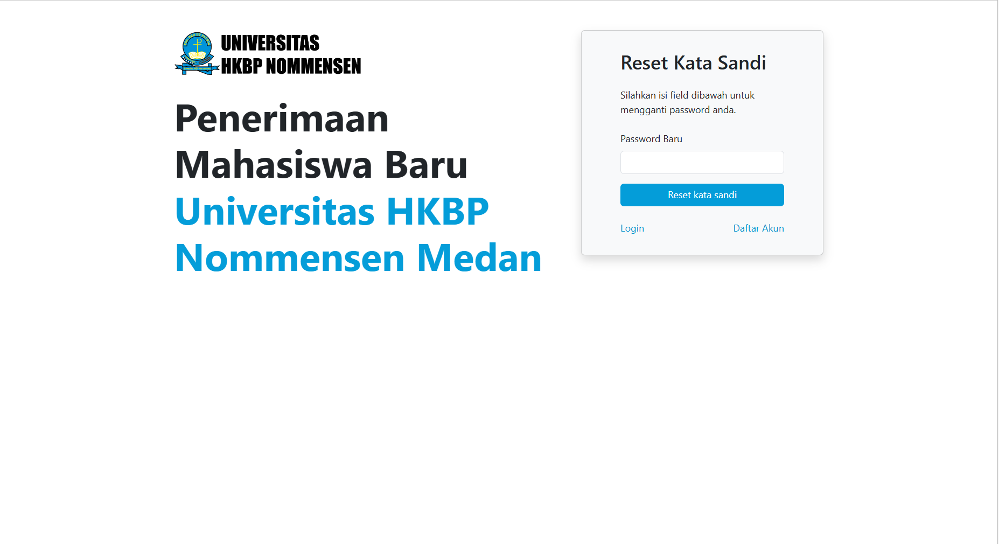 UNIVERSITAS
HKBP NOMMENSEN
Penerimaan
Mahasiswa Baru
Universitas HKBP
Nommensen Medan
Reset Kata Sandi
Silahkan isi field dibawah untuk
mengganti password anda.
Password Baru
Reset kata sandi
Login
Daftar Akun